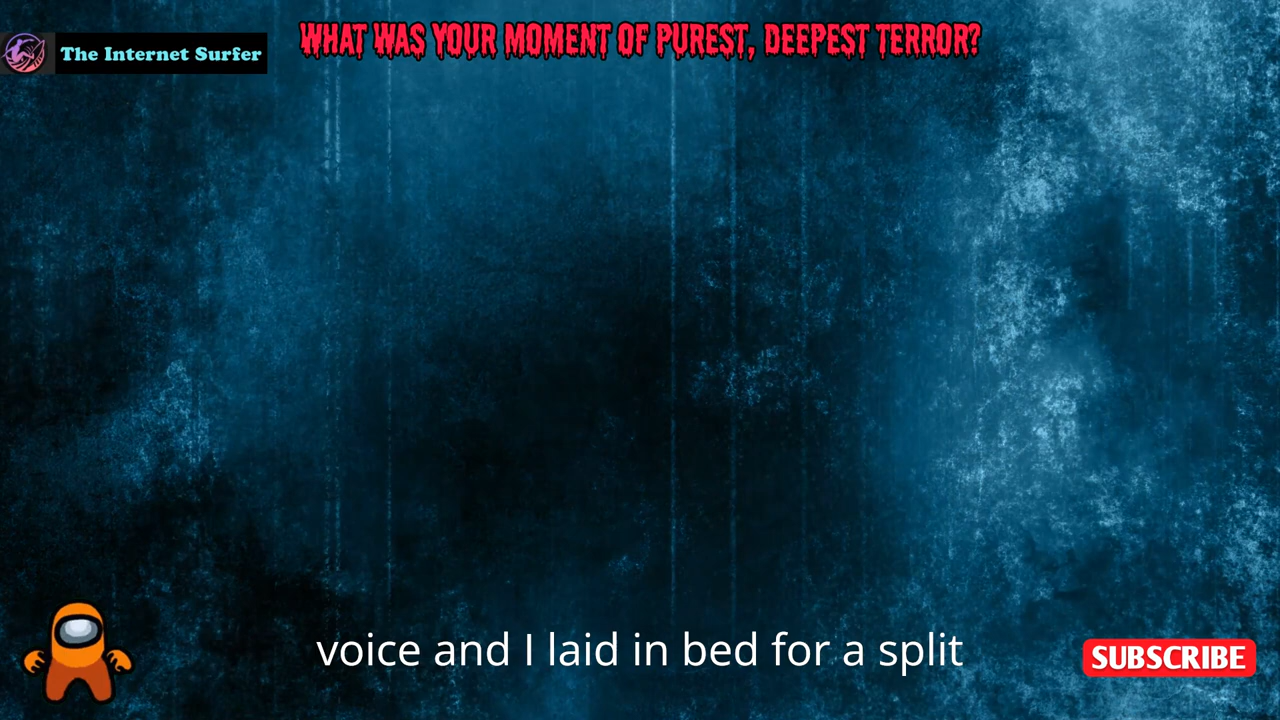 WHAT WAS YOUR MOMENT OF PUREST, DEEPEST TERROR?
The Internet Surfer
voice and I laid in bed for a split
SUBSCRIBE